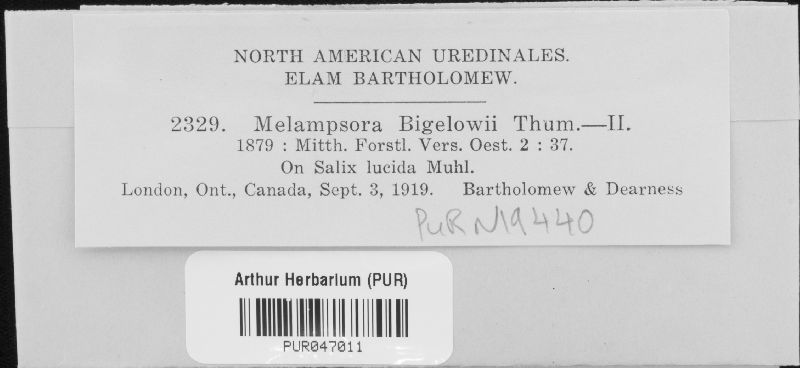 NORTH AMERICAN UREDINALES.
ELAM BARTHOLOMEW.
2329. Melampsora Bigelowii Thum.—II.
1879 : Mitth. Forstl. Vers. Oest. 2 : 37.
On Salix lucida Muhl.
London, Ont., Canada, Sept. 3, 1919. Bartholomew & Dearness
PUR N19440
Arthur Herbarium (PUR)
PUR047011